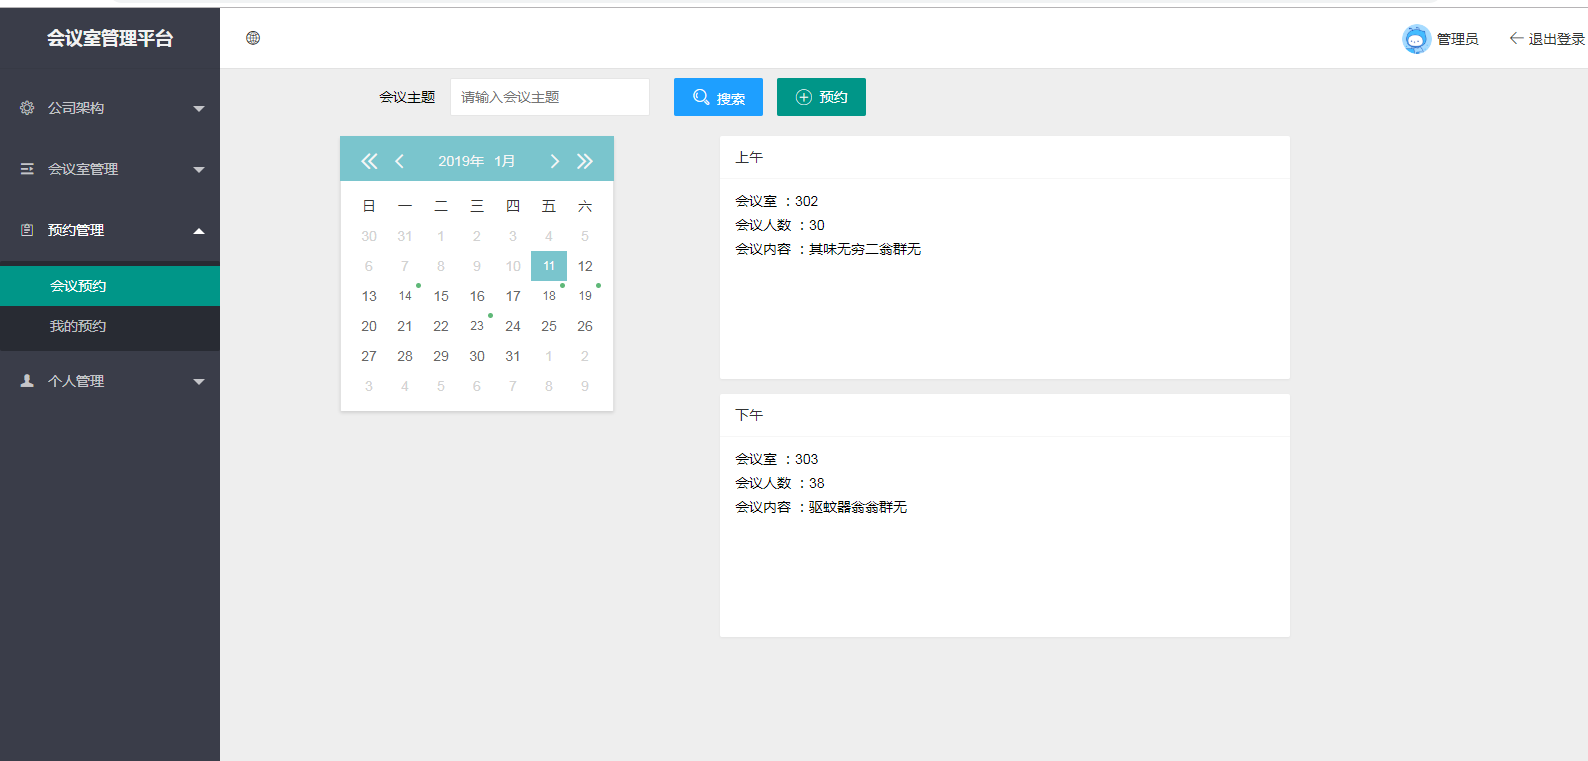 会议室管理平台
管理员
退出登录
公司架构
会议室管理
预约管理
会议预约
我的预约
个人管理
会议主题
请输入会议主题
搜索
预约
2019年 1月
日 一 二 三 四 五 六
30 31 1 2 3 4 5
6 7 8 9 10 11 12
13 14 15 16 17 18 19
20 21 22 23 24 25 26
27 28 29 30 31 1 2
3 4 5 6 7 8 9
上午
会议室 ：302
会议人数 ：30
会议内容 ：其味无穷二翁群无
下午
会议室 ：303
会议人数 ：38
会议内容 ：驱蚊器翁翁群无